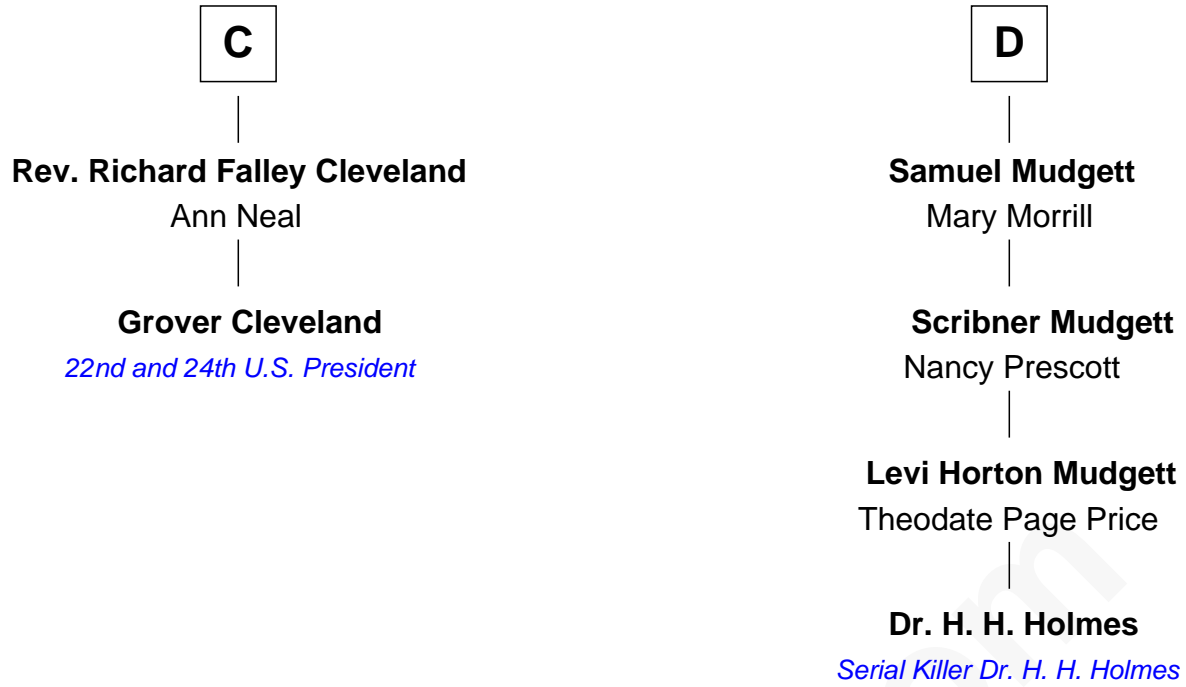 C
Rev. Richard Falley Cleveland
Ann Neal
Grover Cleveland
22nd and 24th U.S. President
D
Samuel Mudgett
Mary Morrill
Scribner Mudgett
Nancy Prescott
Levi Horton Mudgett
Theodate Page Price
Dr. H. H. Holmes
Serial Killer Dr. H. H. Holmes